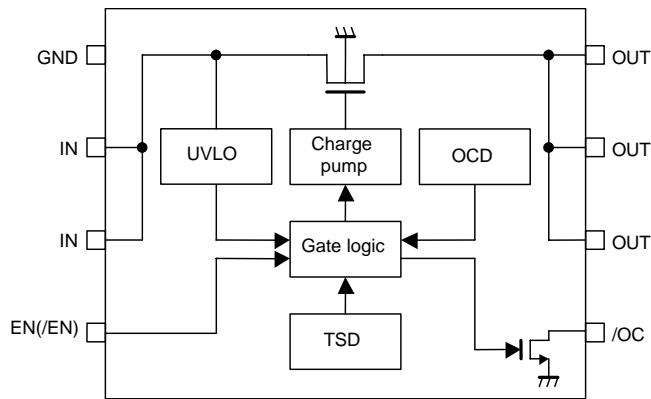 GND
OUT
IN
UVLO
Charge
pump
OCD
OUT
IN
Gate logic
OUT
EN(/EN)
TSD
/OC